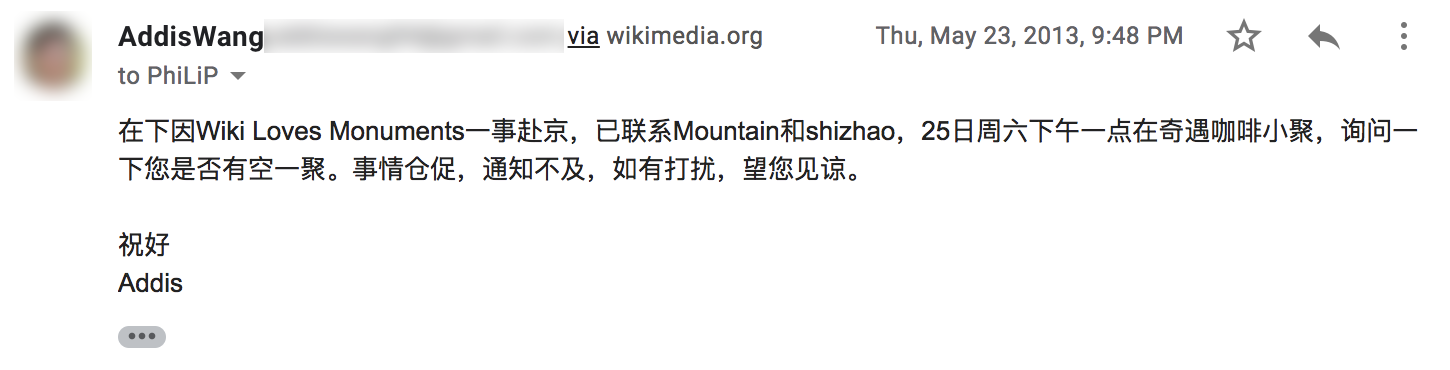 AddisWang via wikimedia.org Thu, May 23, 2013, 9:48 PM
to PhiLiP
在下因Wiki Loves Monuments一事赴京，已联系Mountain和shizhao，25日周六下午一点在奇遇咖啡小聚，询问一
下您是否有空一聚。事情仓促，通知不及，如有打扰，望您见谅。
祝好
Addis